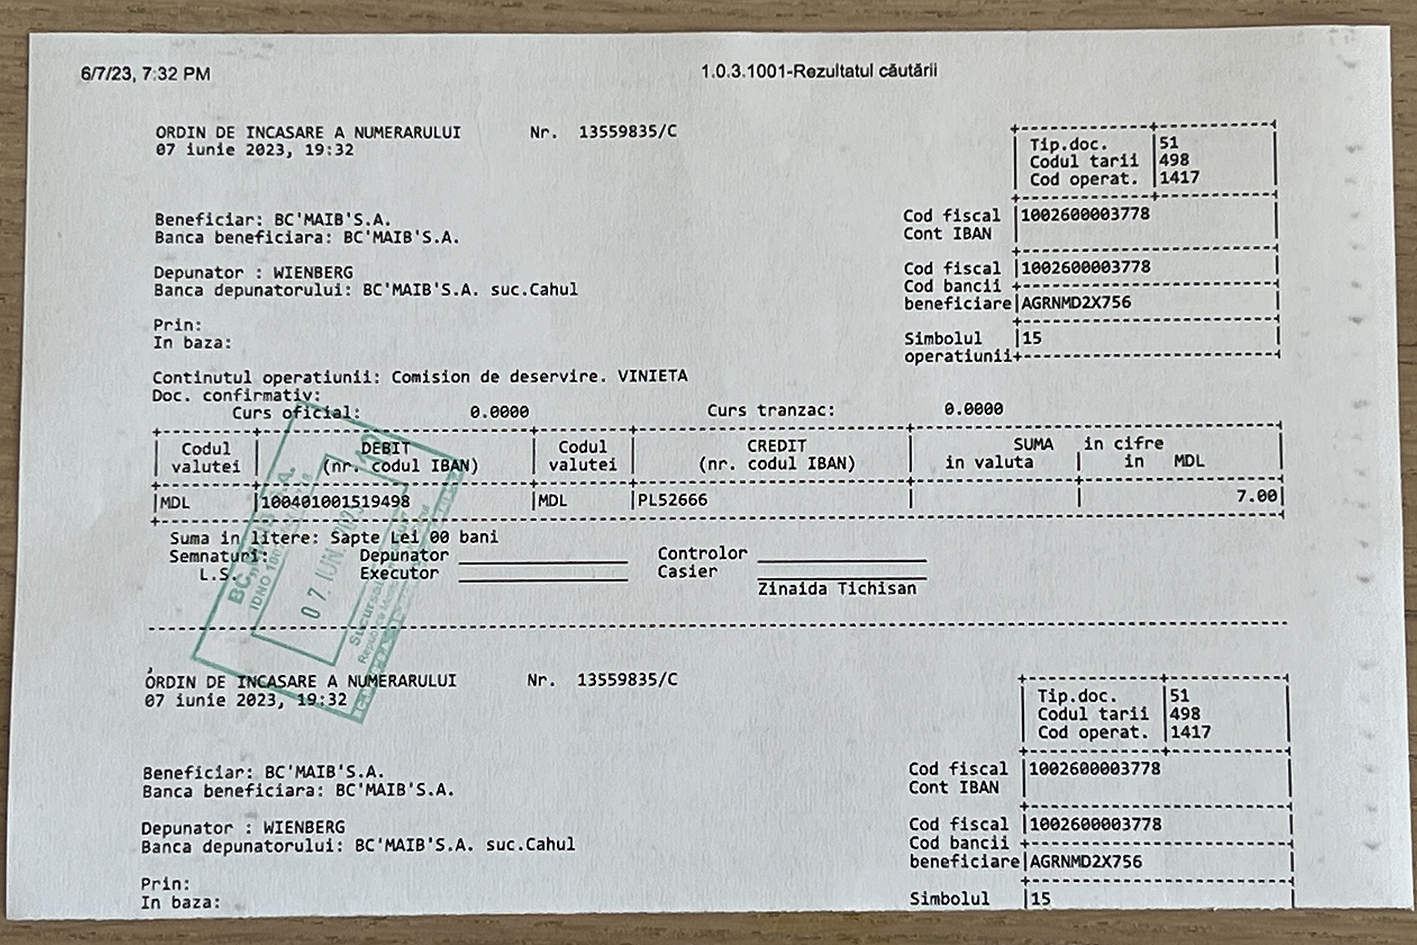 6/7/23, 7:32 PM 1.0.3.1001-Rezultatul căutării
ORDIN DE INCASARE A NUMERARULUI Nr. 13559835/C
07 iunie 2023, 19:32
Tip.doc. 51
Codul tarii 498
Cod operat. 1417
Beneficiar: BC'MAIB'S.A. Cod fiscal 1002600003778
Banca beneficiara: BC'MAIB'S.A. Cont IBAN
Depunator : WIENBERG Cod fiscal 1002600003778
Banca depunatorului: BC'MAIB'S.A. suc.Cahul Cod bancii
beneficiare AGRNMD2X756
Prin:
In baza: Simbolul 15
operatiunii
Continutul operatiunii: Comision de deservire. VINIETA
Doc. confirmativ:
Curs oficial: 0.0000 Curs tranzac: 0.0000
Codul DEBIT Codul CREDIT SUMA in cifre
valutei (nr. codul IBAN) valutei (nr. codul IBAN) in valuta in MDL
MDL 100401001519498 MDL PL52666 7.00
Suma in litere: Sapte Lei 00 bani
Semnaturi: Depunator Controlor
L.S. Executor Casier
Zinaida Tichisan
07. IUN. 2023
ORDIN DE INCASARE A NUMERARULUI Nr. 13559835/C
07 iunie 2023, 19:32
Tip.doc. 51
Codul tarii 498
Cod operat. 1417
Beneficiar: BC'MAIB'S.A. Cod fiscal 1002600003778
Banca beneficiara: BC'MAIB'S.A. Cont IBAN
Depunator : WIENBERG Cod fiscal 1002600003778
Banca depunatorului: BC'MAIB'S.A. suc.Cahul Cod bancii
beneficiare AGRNMD2X756
Prin:
In baza: Simbolul 15